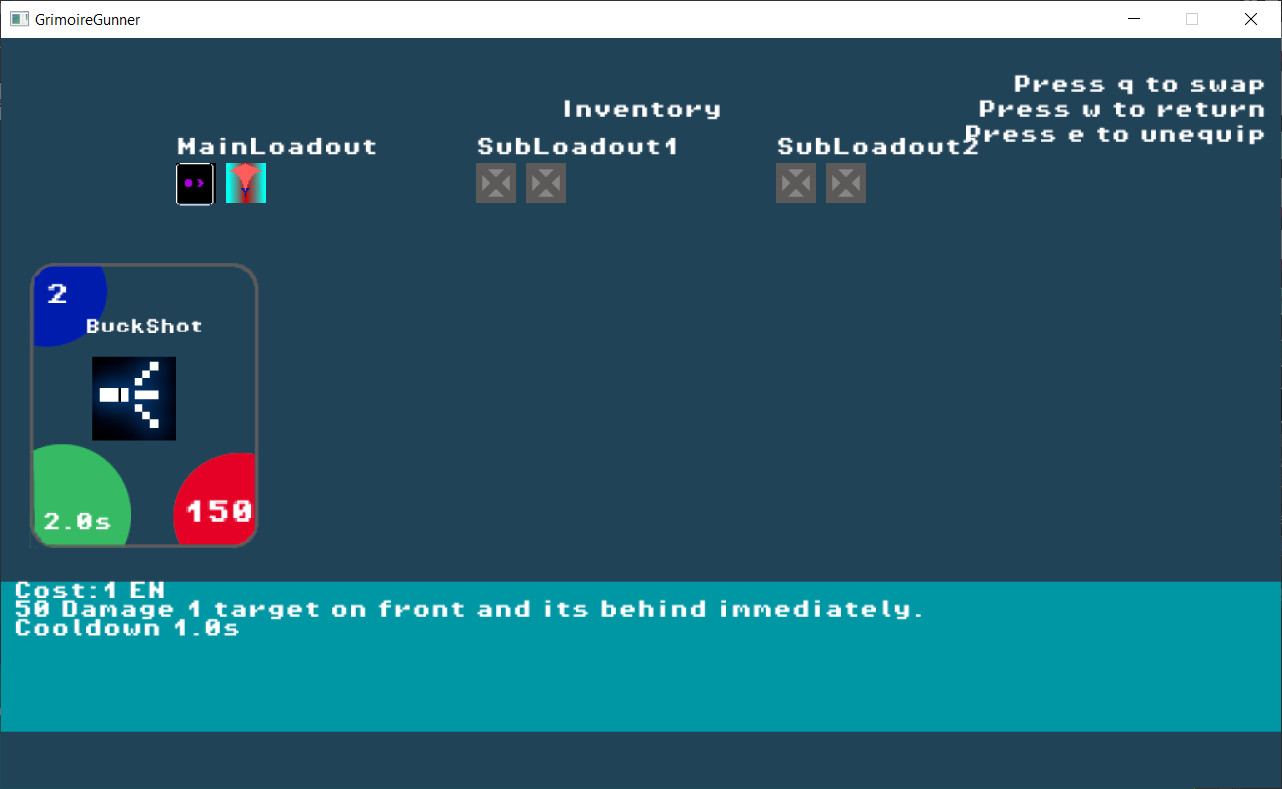 GrimoireGunner
Press q to swap
Inventory
Press w to return
Press e to unequip
MainLoadout
SubLoadout1
SubLoadout2
2
BuckShot
2.0s
150
Cost:1 EN
50 Damage 1 target on front and its behind immediately.
Cooldown 1.0s